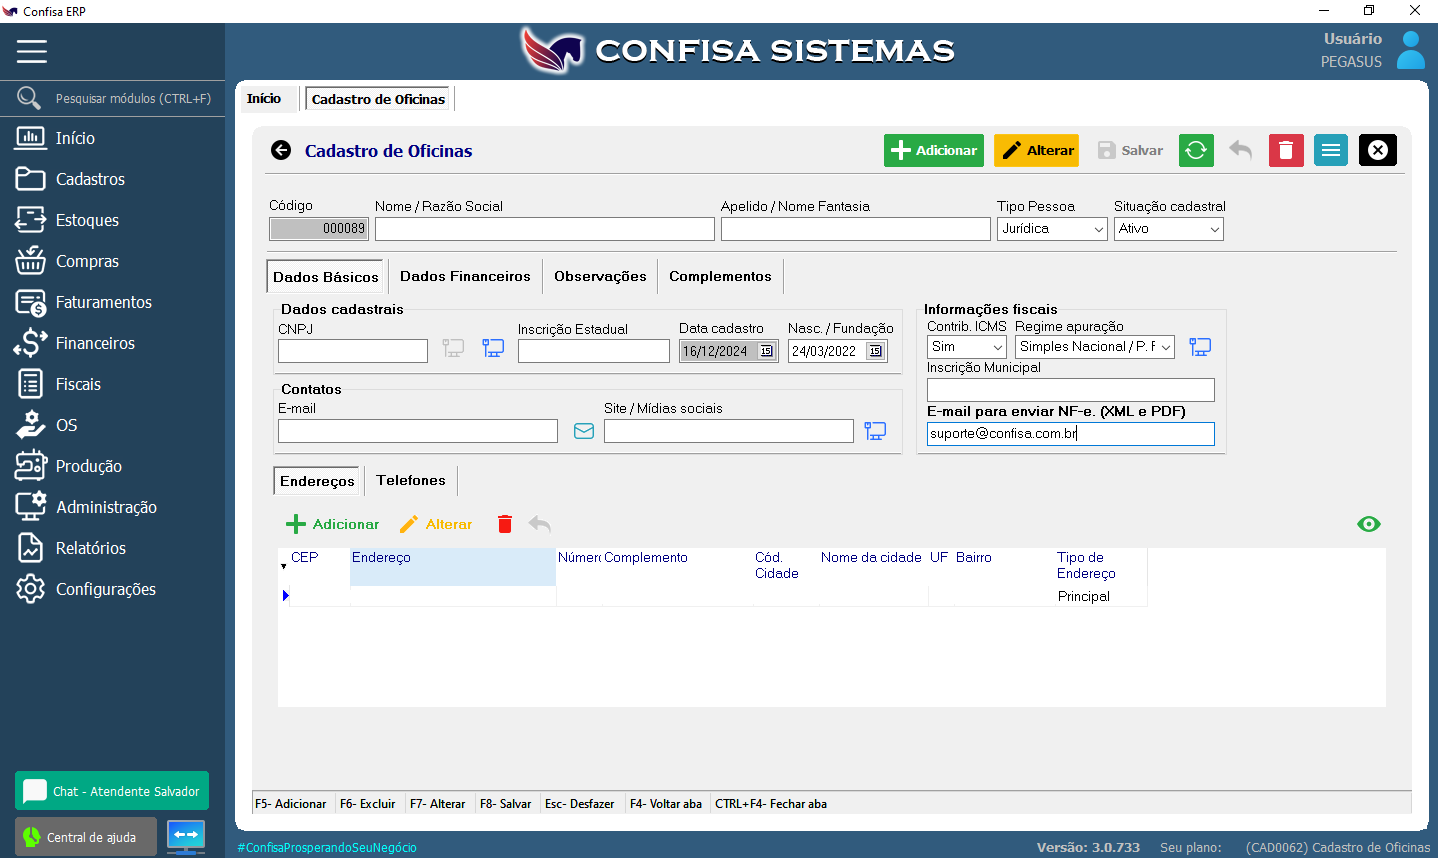 Confisa ERP
CONFISA SISTEMAS
Usuário
PEGASUS
Pesquisar módulos (CTRL+F)
Início
Cadastros
Estoques
Compras
Faturamentos
Financeiros
Fiscais
OS
Produção
Administração
Relatórios
Configurações
Chat - Atendente Salvador
Central de ajuda
Início
Cadastro de Oficinas
Cadastro de Oficinas
Adicionar
Alterar
Salvar
Código
Nome / Razão Social
Apelido / Nome Fantasia
Tipo Pessoa
Situação cadastral
000089
Jurídica
Ativo
Dados Básicos
Dados Financeiros
Observações
Complementos
Dados cadastrais
CNPJ
Inscrição Estadual
Data cadastro
Nasc. / Fundação
16/12/2024
15
24/03/2022
15
Contatos
E-mail
Site / Mídias sociais
Informações fiscais
Contrib. ICMS
Regime apuração
Sim
Simples Nacional / P. F
Inscrição Municipal
E-mail para enviar NF-e. (XML e PDF)
suporte@confisa.com.br
Endereços
Telefones
Adicionar
Alterar
CEP
Endereço
Número
Complemento
Cód. Cidade
Nome da cidade
UF
Bairro
Tipo de Endereço
Principal
F5- Adicionar
F6- Excluir
F7- Alterar
F8- Salvar
Esc- Desfazer
F4- Voltar aba
CTRL+F4- Fechar aba
#ConfisaProsperandoSeuNegócio
Versão: 3.0.733
Seu plano:
(CAD0062) Cadastro de Oficinas